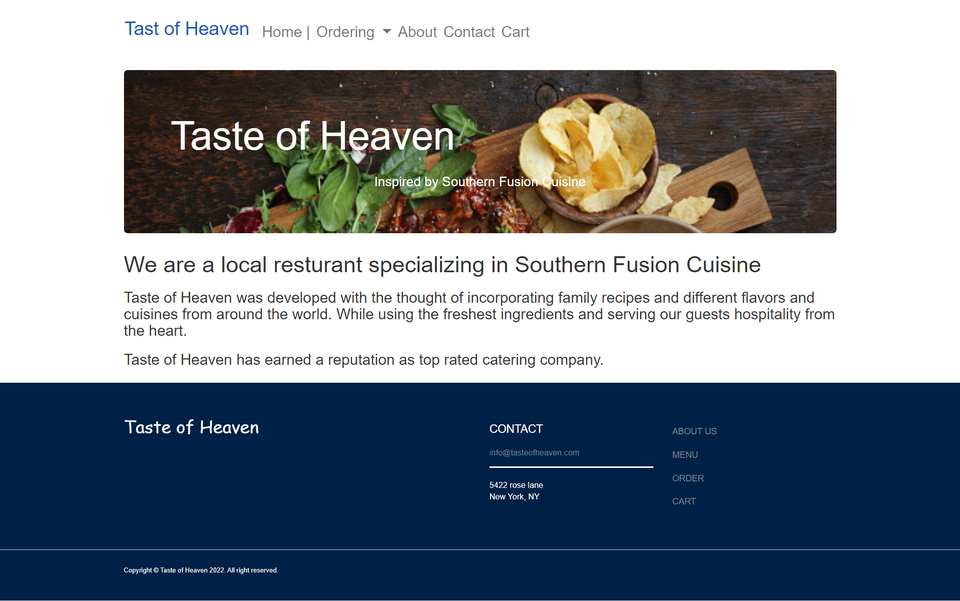 Tast of Heaven Home | Ordering About Contact Cart
Taste of Heaven
Inspired by Southern Fusion Cuisine
We are a local resturant specializing in Southern Fusion Cuisine
Taste of Heaven was developed with the thought of incorporating family recipes and different flavors and
cuisines from around the world. While using the freshest ingredients and serving our guests hospitality from
the heart.
Taste of Heaven has earned a reputation as top rated catering company.
Taste of Heaven
CONTACT
info@tasteofheaven.com
5422 rose lane
New York, NY
ABOUT US
MENU
ORDER
CART
Copyright © Taste of Heaven 2022. All right reserved.